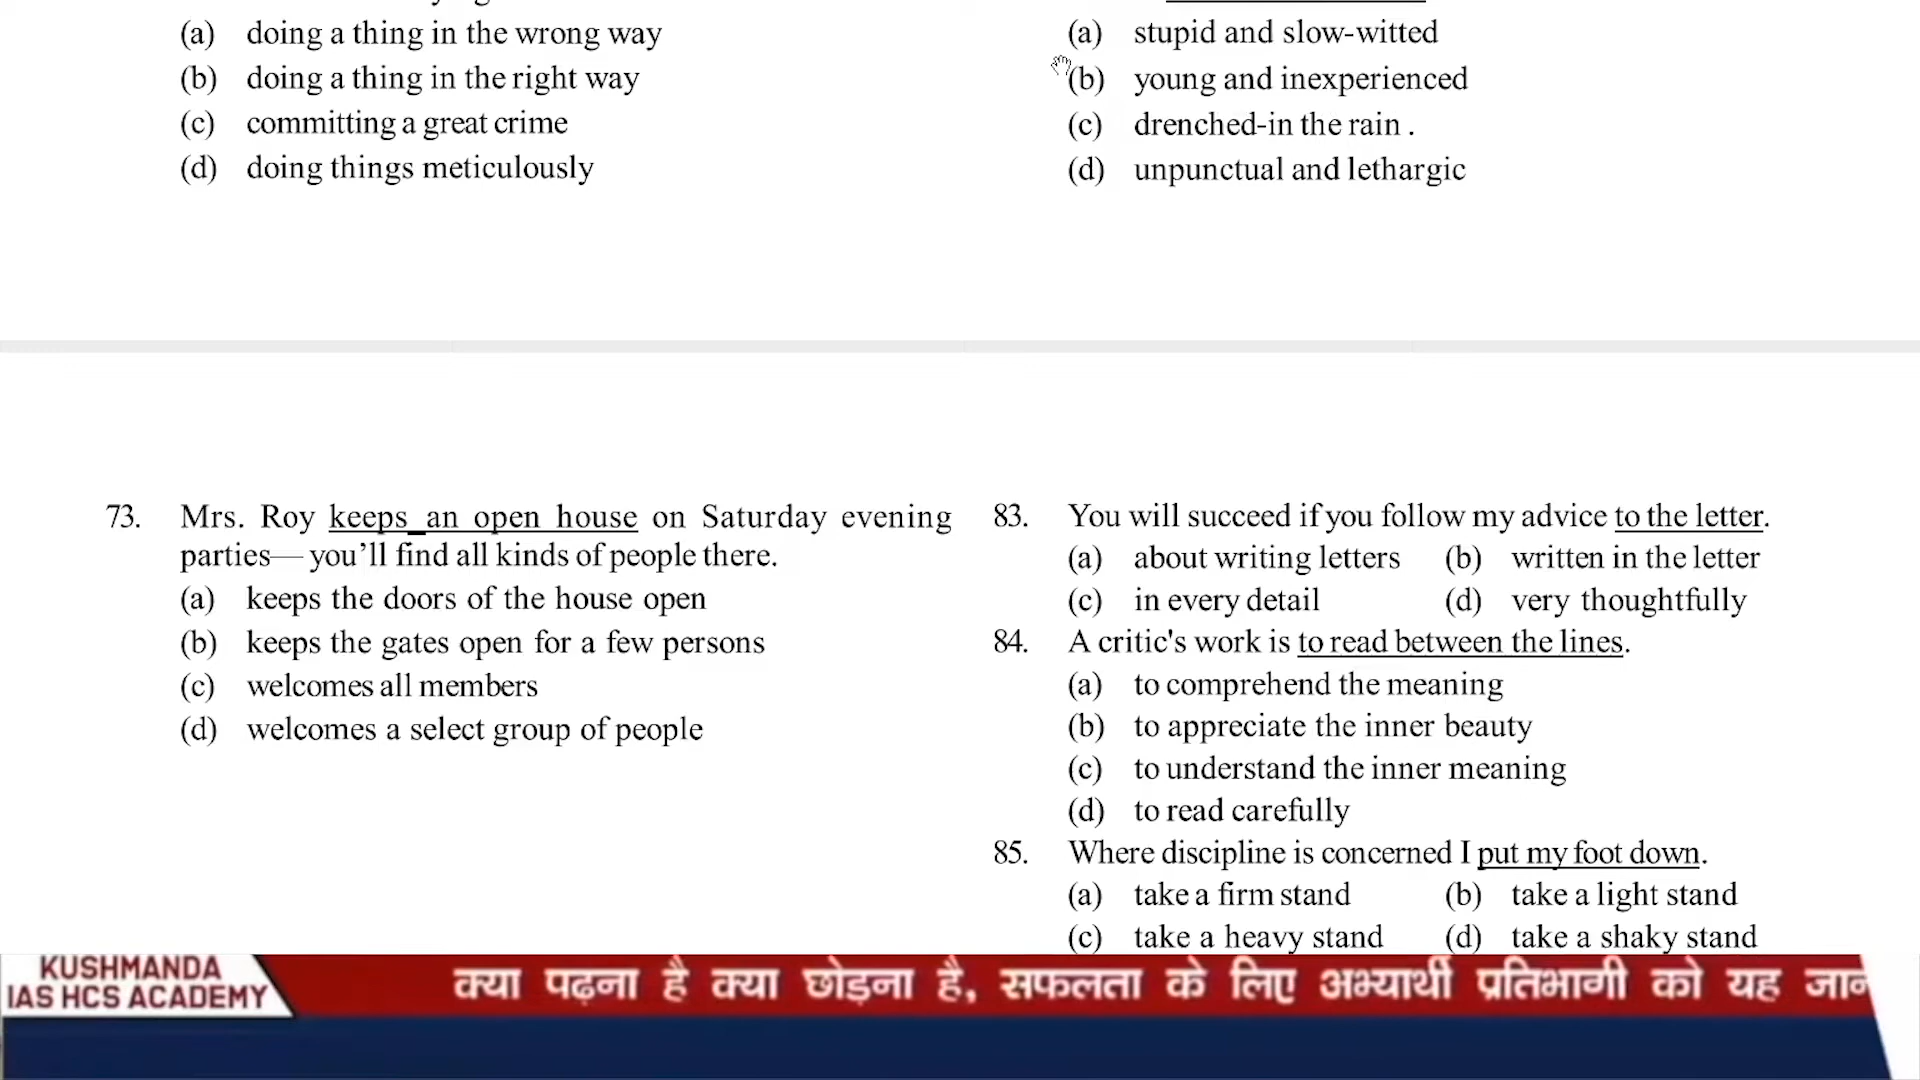 (a) doing a thing in the wrong way
(b) doing a thing in the right way
(c) committing a great crime
(d) doing things meticulously
(a) stupid and slow-witted
(b) young and inexperienced
(c) drenched-in the rain .
(d) unpunctual and lethargic
73. Mrs. Roy keeps_an open house on Saturday evening
parties— you’ll find all kinds of people there.
(a) keeps the doors of the house open
(b) keeps the gates open for a few persons
(c) welcomes all members
(d) welcomes a select group of people
83. You will succeed if you follow my advice to the letter.
(a) about writing letters (b) written in the letter
(c) in every detail (d) very thoughtfully
84. A critic's work is to read between the lines.
(a) to comprehend the meaning
(b) to appreciate the inner beauty
(c) to understand the inner meaning
(d) to read carefully
85. Where discipline is concerned I put my foot down.
(a) take a firm stand (b) take a light stand
(c) take a heavy stand (d) take a shaky stand
KUSHMANDA
IAS HCS ACADEMY
क्या पढ़ना है क्या छोड़ना है, सफलता के लिए अभ्यार्थी प्रतिभागी को यह